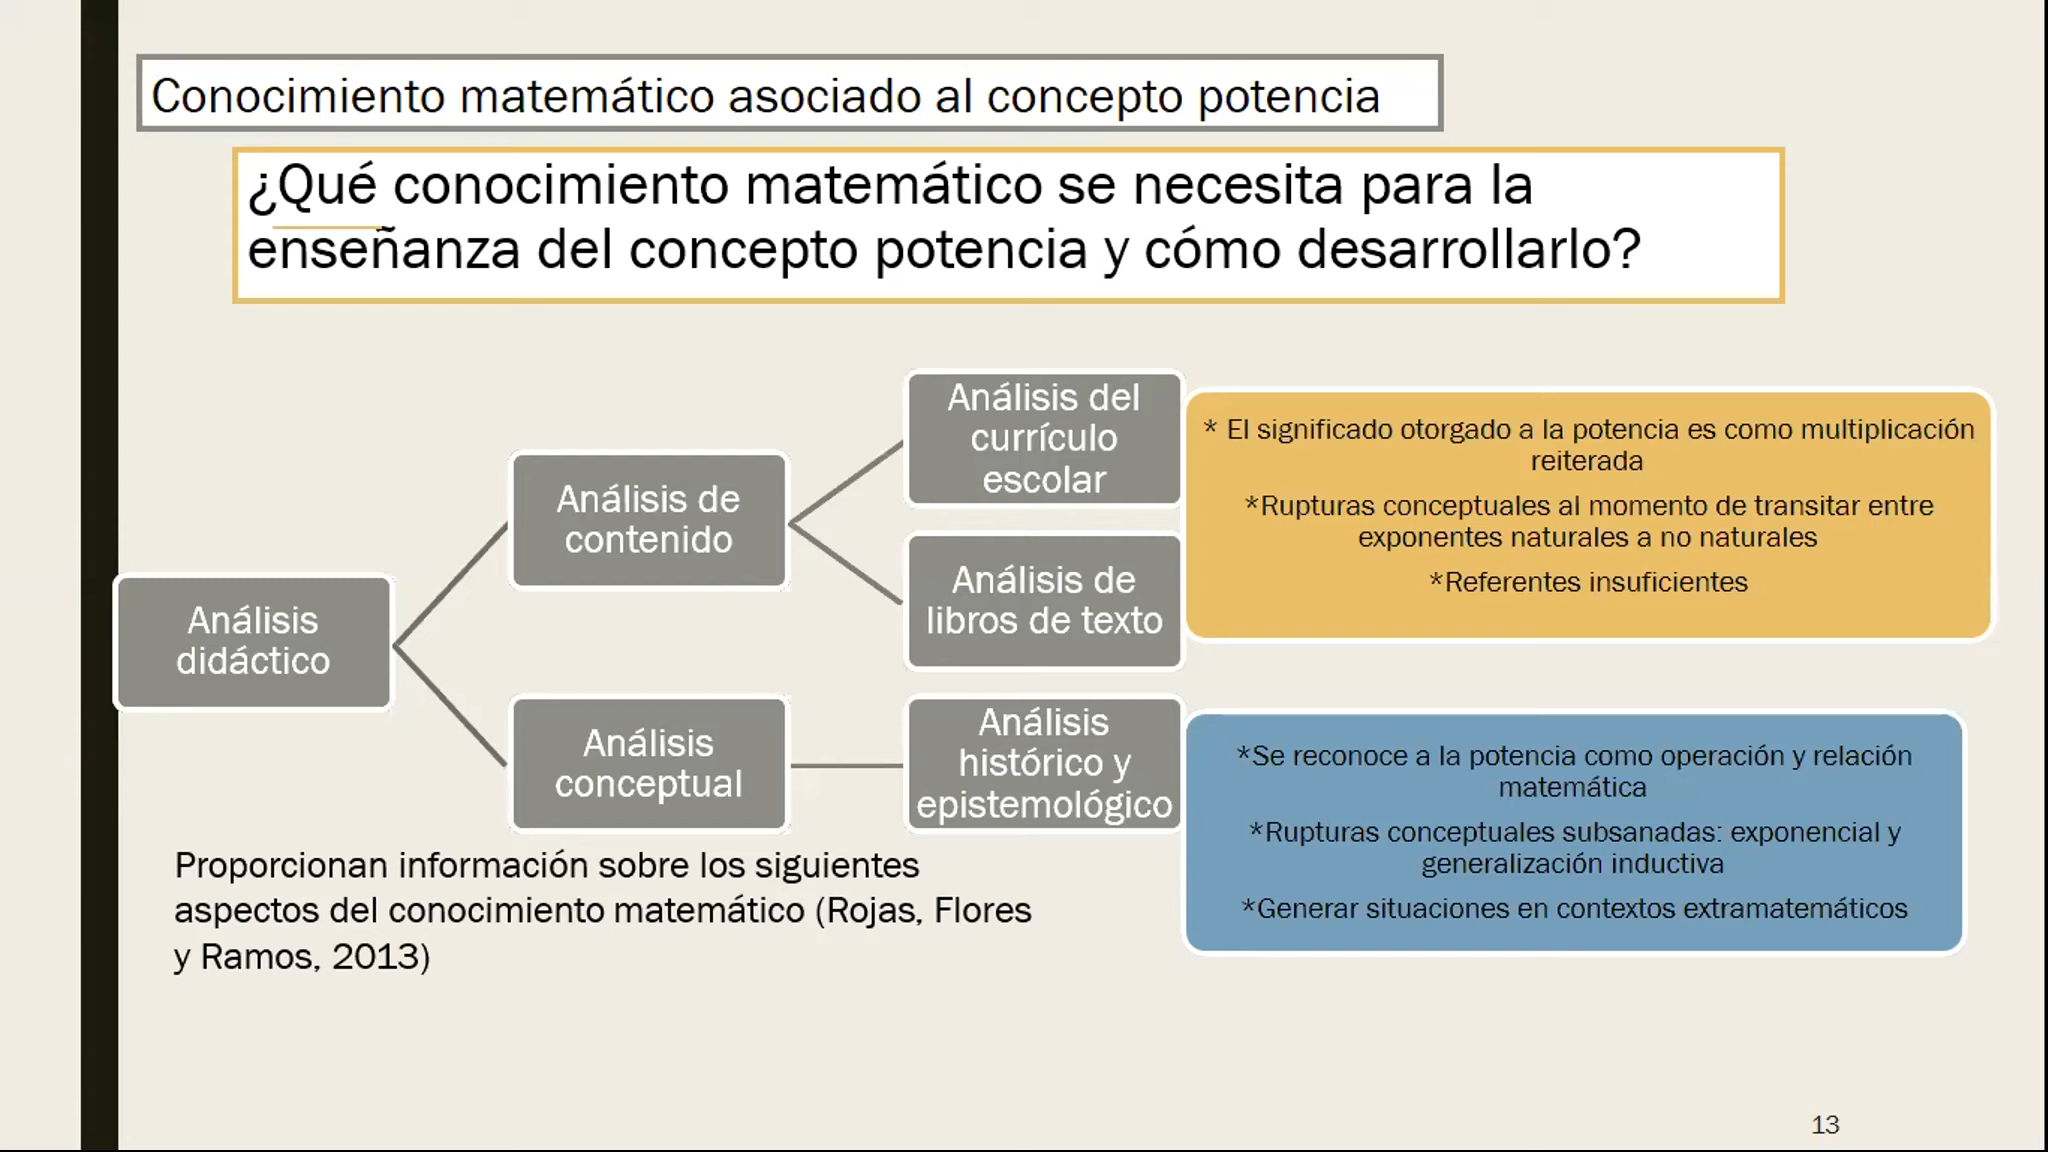 Conocimiento matemático asociado al concepto potencia
¿Qué conocimiento matemático se necesita para la
enseñanza del concepto potencia y cómo desarrollarlo?
Análisis
didáctico
Análisis de
contenido
Análisis
conceptual
Análisis del
currículo
escolar
Análisis de
libros de texto
Análisis
histórico y
epistemológico
* El significado otorgado a la potencia es como multiplicación
reiterada
*Rupturas conceptuales al momento de transitar entre
exponentes naturales a no naturales
*Referentes insuficientes
*Se reconoce a la potencia como operación y relación
matemática
*Rupturas conceptuales subsanadas: exponencial y
generalización inductiva
*Generar situaciones en contextos extramatemáticos
Proporcionan información sobre los siguientes
aspectos del conocimiento matemático (Rojas, Flores
y Ramos, 2013)
13